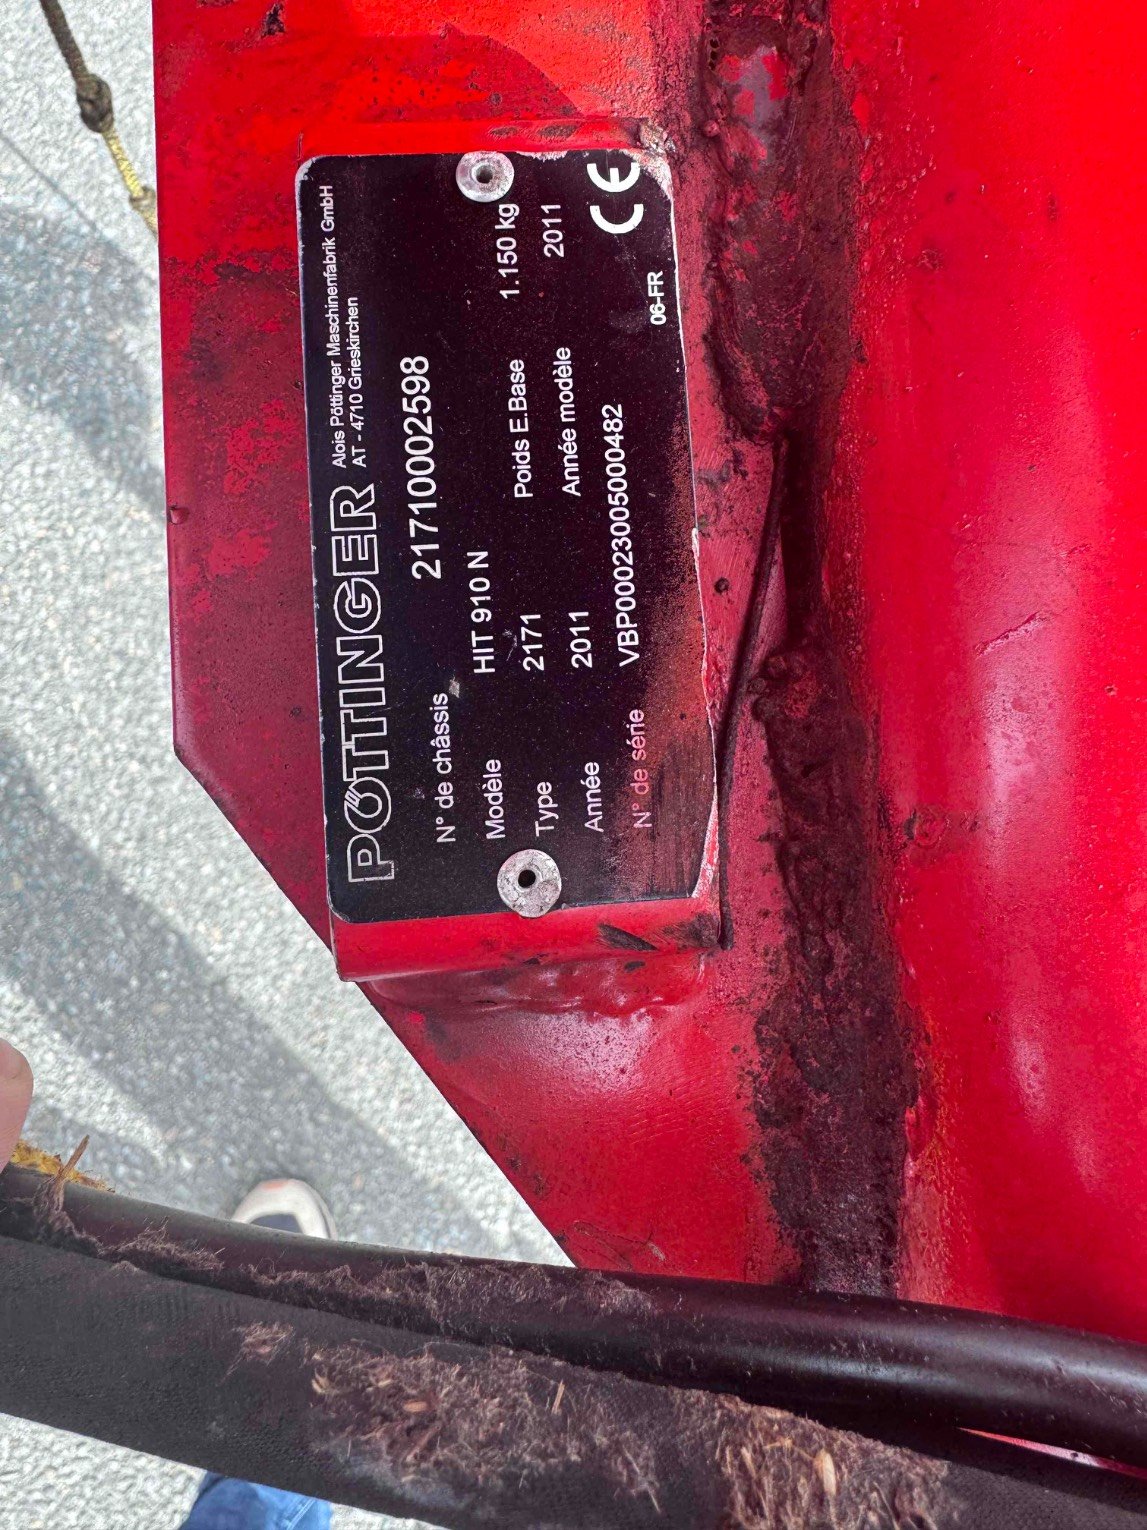 PÖTTINGER
Alois Pöttinger Maschinenfabrik GmbH
AT - 4710 Grieskirchen
N° de châssis 21710002598
Modèle HIT 910 N
Type 2171 Poids E.Base 1.150 kg
Année 2011 Année modèle 2011
N° de série VBP00023005000482
06-FR
CE